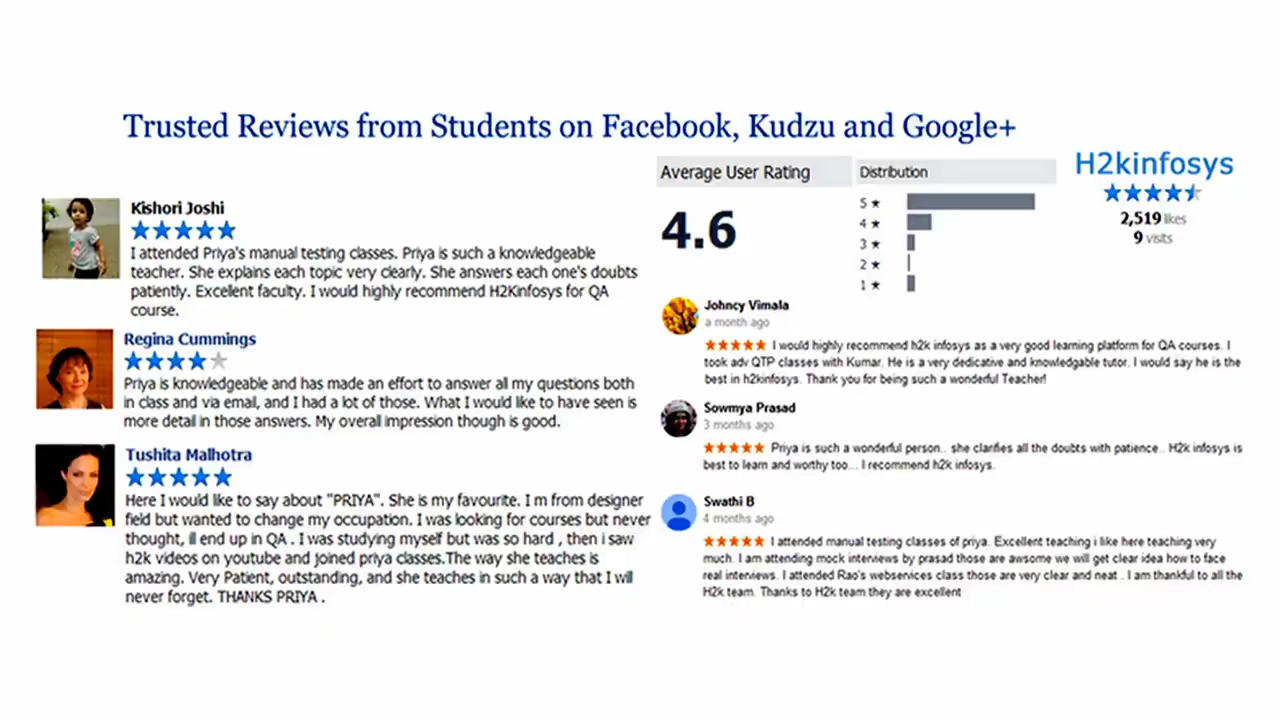 Trusted Reviews from Students on Facebook, Kudzu and Google+
Kishori Joshi
I attended Priya's manual testing classes. Priya is such a knowledgeable
teacher. She explains each topic very clearly. She answers each one's doubts
patiently. Excellent faculty. I would highly recommend H2Kinfosys for QA
course.
Regina Cummings
Priya is knowledgeable and has made an effort to answer all my questions both
in class and via email, and I had a lot of those. What I would like to have seen is
more detail in those answers. My overall impression though is good.
Tushita Malhotra
Here I would like to say about "PRIYA". She is my favourite. I m from designer
field but wanted to change my occupation. I was looking for courses but never
thought, ill end up in QA . I was studying myself but was so hard , then i saw
h2k videos on youtube and joined priya classes.The way she teaches is
amazing. Very Patient, outstanding, and she teaches in such a way that I will
never forget. THANKS PRIYA .
Average User Rating
4.6
Distribution
5 ★
4 ★
3 ★
2 ★
1 ★
H2kinfosys
2,519 likes
9 visits
Johncy Vimala
a month ago
I would highly recommend h2k infosys as a very good learning platform for QA courses. I
took adv QTP classes with Kumar. He is a very dedicative and knowledgable tutor. I would say he is the
best in h2kinfosys. Thank you for being such a wonderful Teacher!
Sowmya Prasad
3 months ago
Priya is such a wonderful person.. she clarifies all the doubts with patience.. H2k infosys is
best to learn and worthy too... I recommend h2k infosys.
Swathi B
4 months ago
I attended manual testing classes of priya. Excellent teaching i like here teaching very
much. I am attending mock interviews by prasad those are awsome we will get clear idea how to face
real interviews. I attended Rao's webservices class those are very clear and neat . I am thankful to all the
H2k team. Thanks to H2k team they are excellent